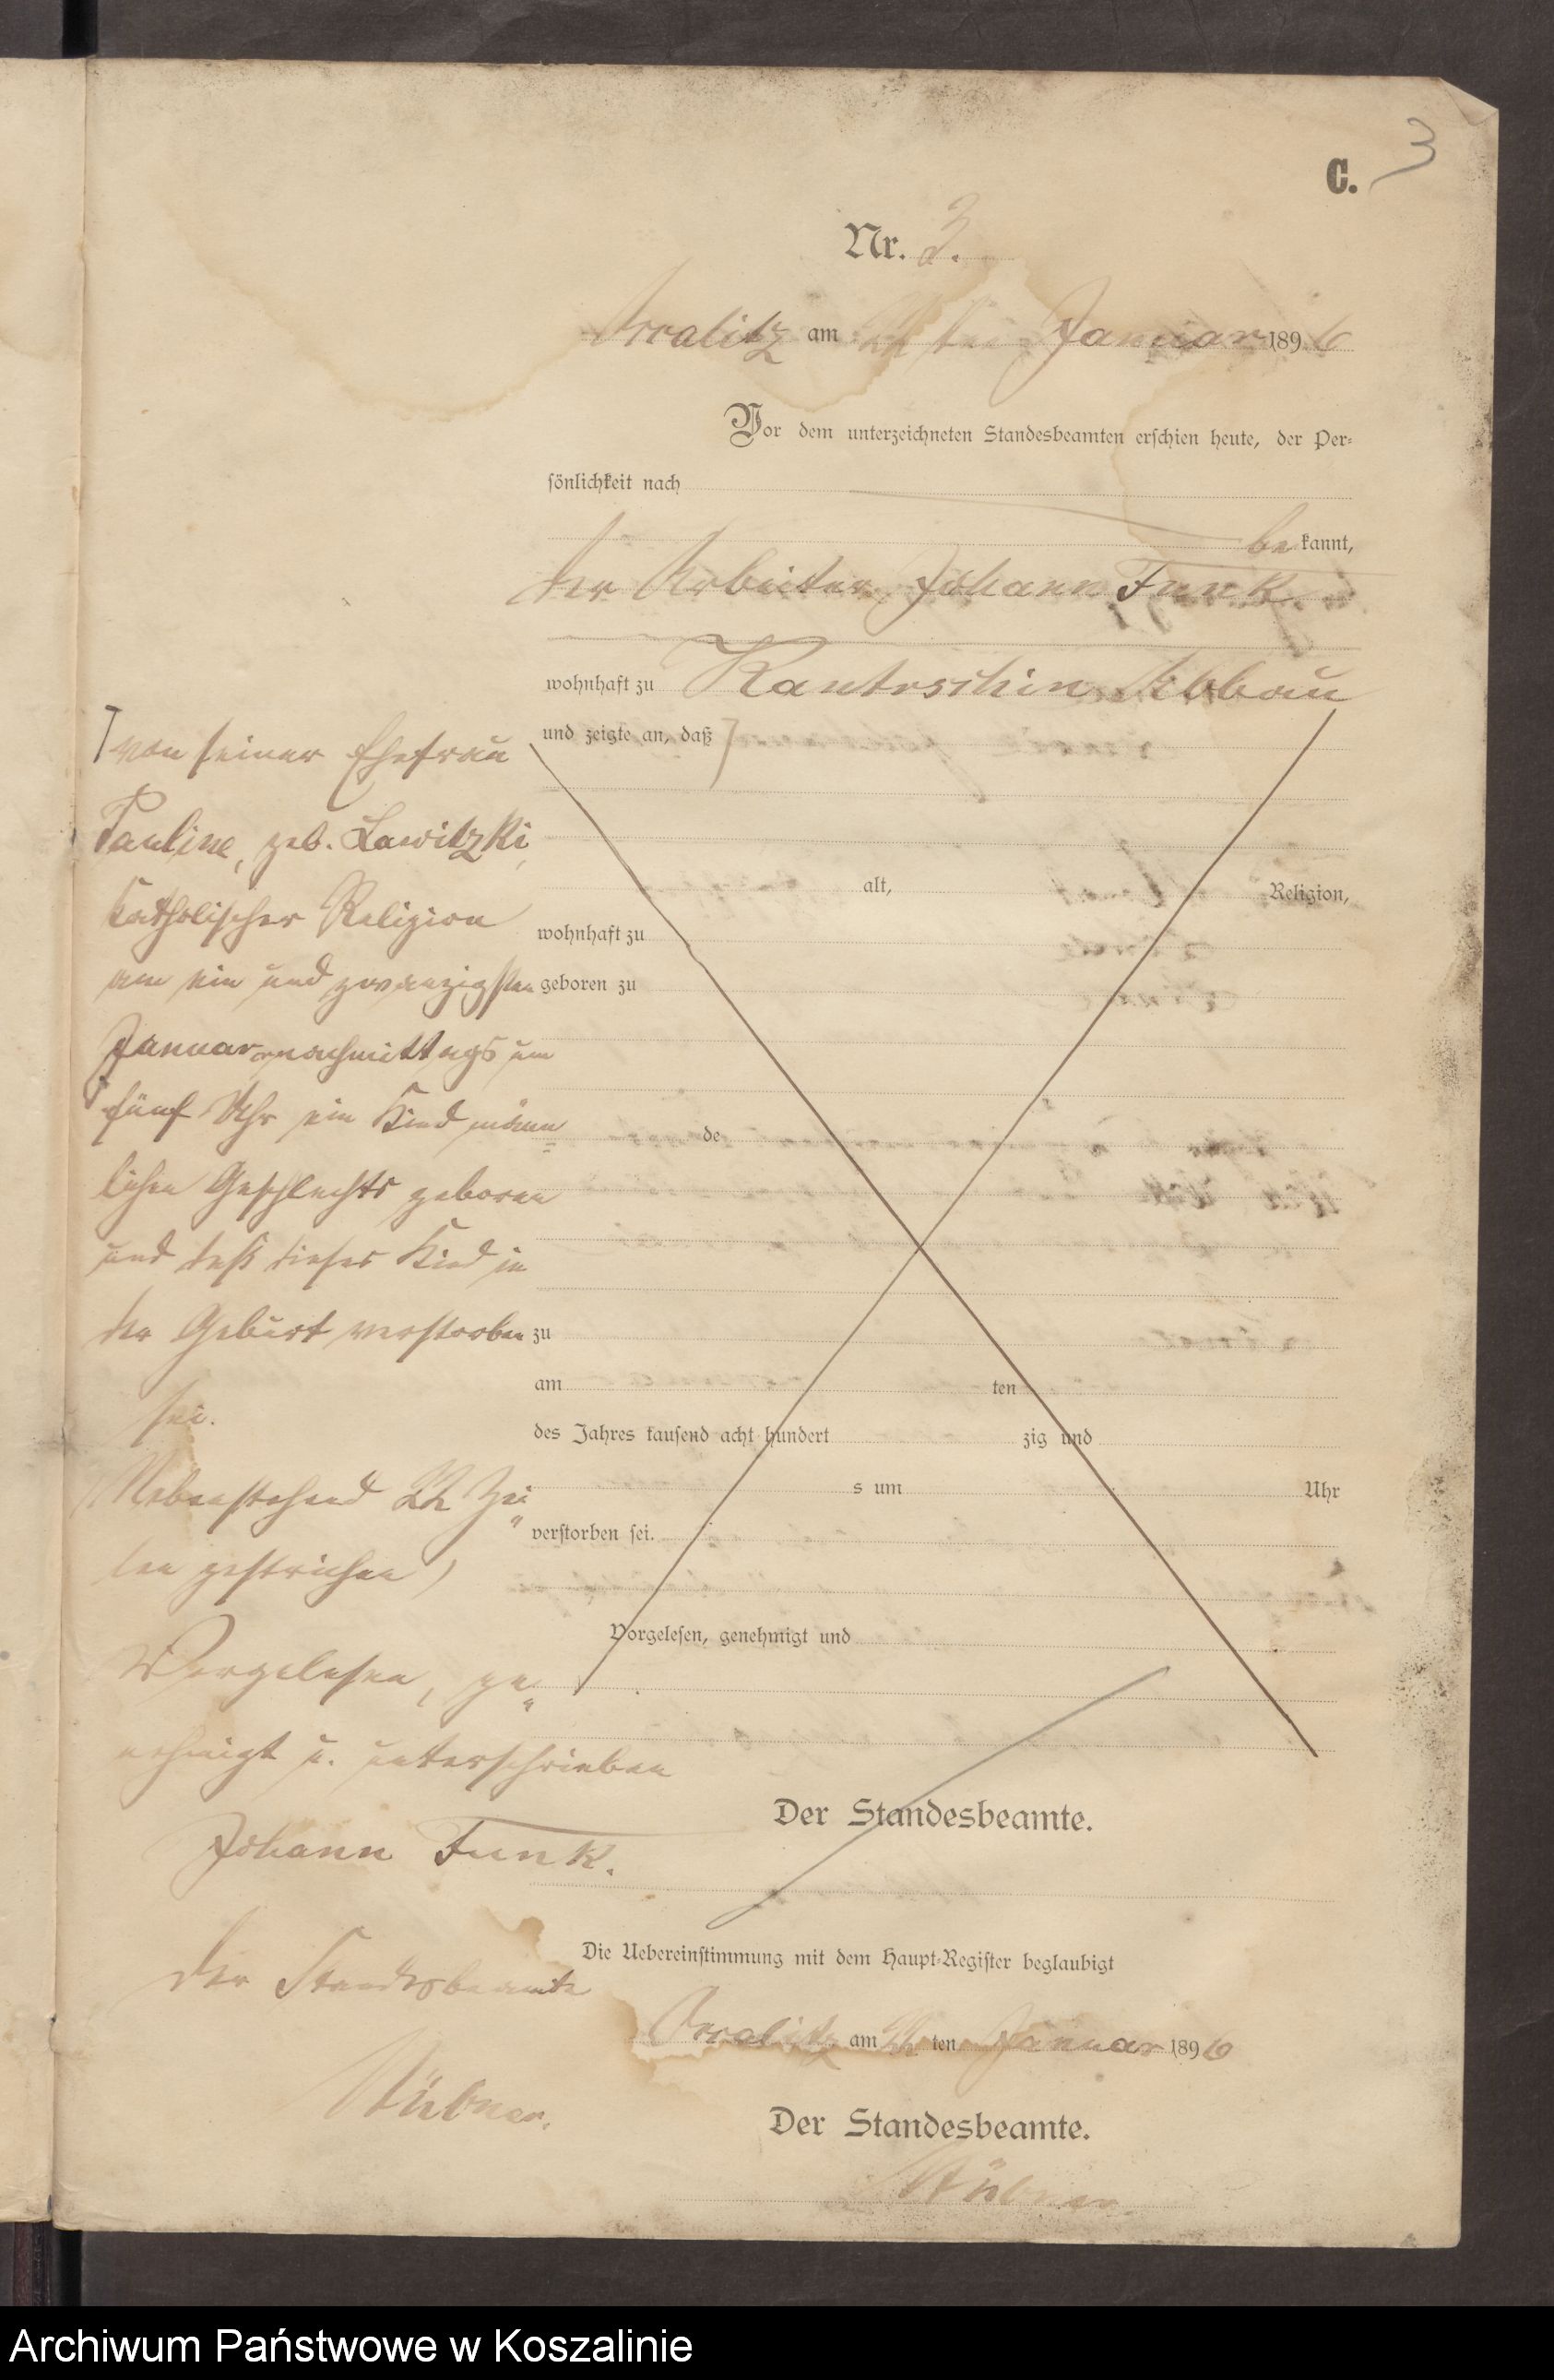 3
C.
Nr. 3.
am 22ten Januar 1896
Vor dem unterzeichneten Standesbeamten erschien heute, der Per-
sönlichkeit nach
be kannt,
der Arbeiter Johann Funk
wohnhaft zu Kantrschin Abbau
und zeigte an, daß ⌉
⌈ von seiner Ehefrau
Pauline, geb. Lawitzki,
katholischer Religion
am ein und zwanzigsten
Januar nachmittags um
fünf Uhr ein Kind männ-
lichen Geschlechts geboren
und daß dieses Kind in
der Geburt verstorben
sei.
Nebenstehend 22 Zei-
len gestrichen)
Vorgelesen, ge-
nehmigt u. unterschrieben
Johann Funk.
Der Standesbeamte
Stübner.
alt, Religion,
wohnhaft zu
geboren zu
de
zu
am ten
des Jahres tausend acht hundert zig und
s um Uhr
verstorben sei.
Vorgelesen, genehmigt und
Der Standesbeamte.
Die Uebereinstimmung mit dem Haupt-Register beglaubigt
am 22 ten Januar 1896
Der Standesbeamte.
Stübner
Archiwum Państwowe w Koszalinie